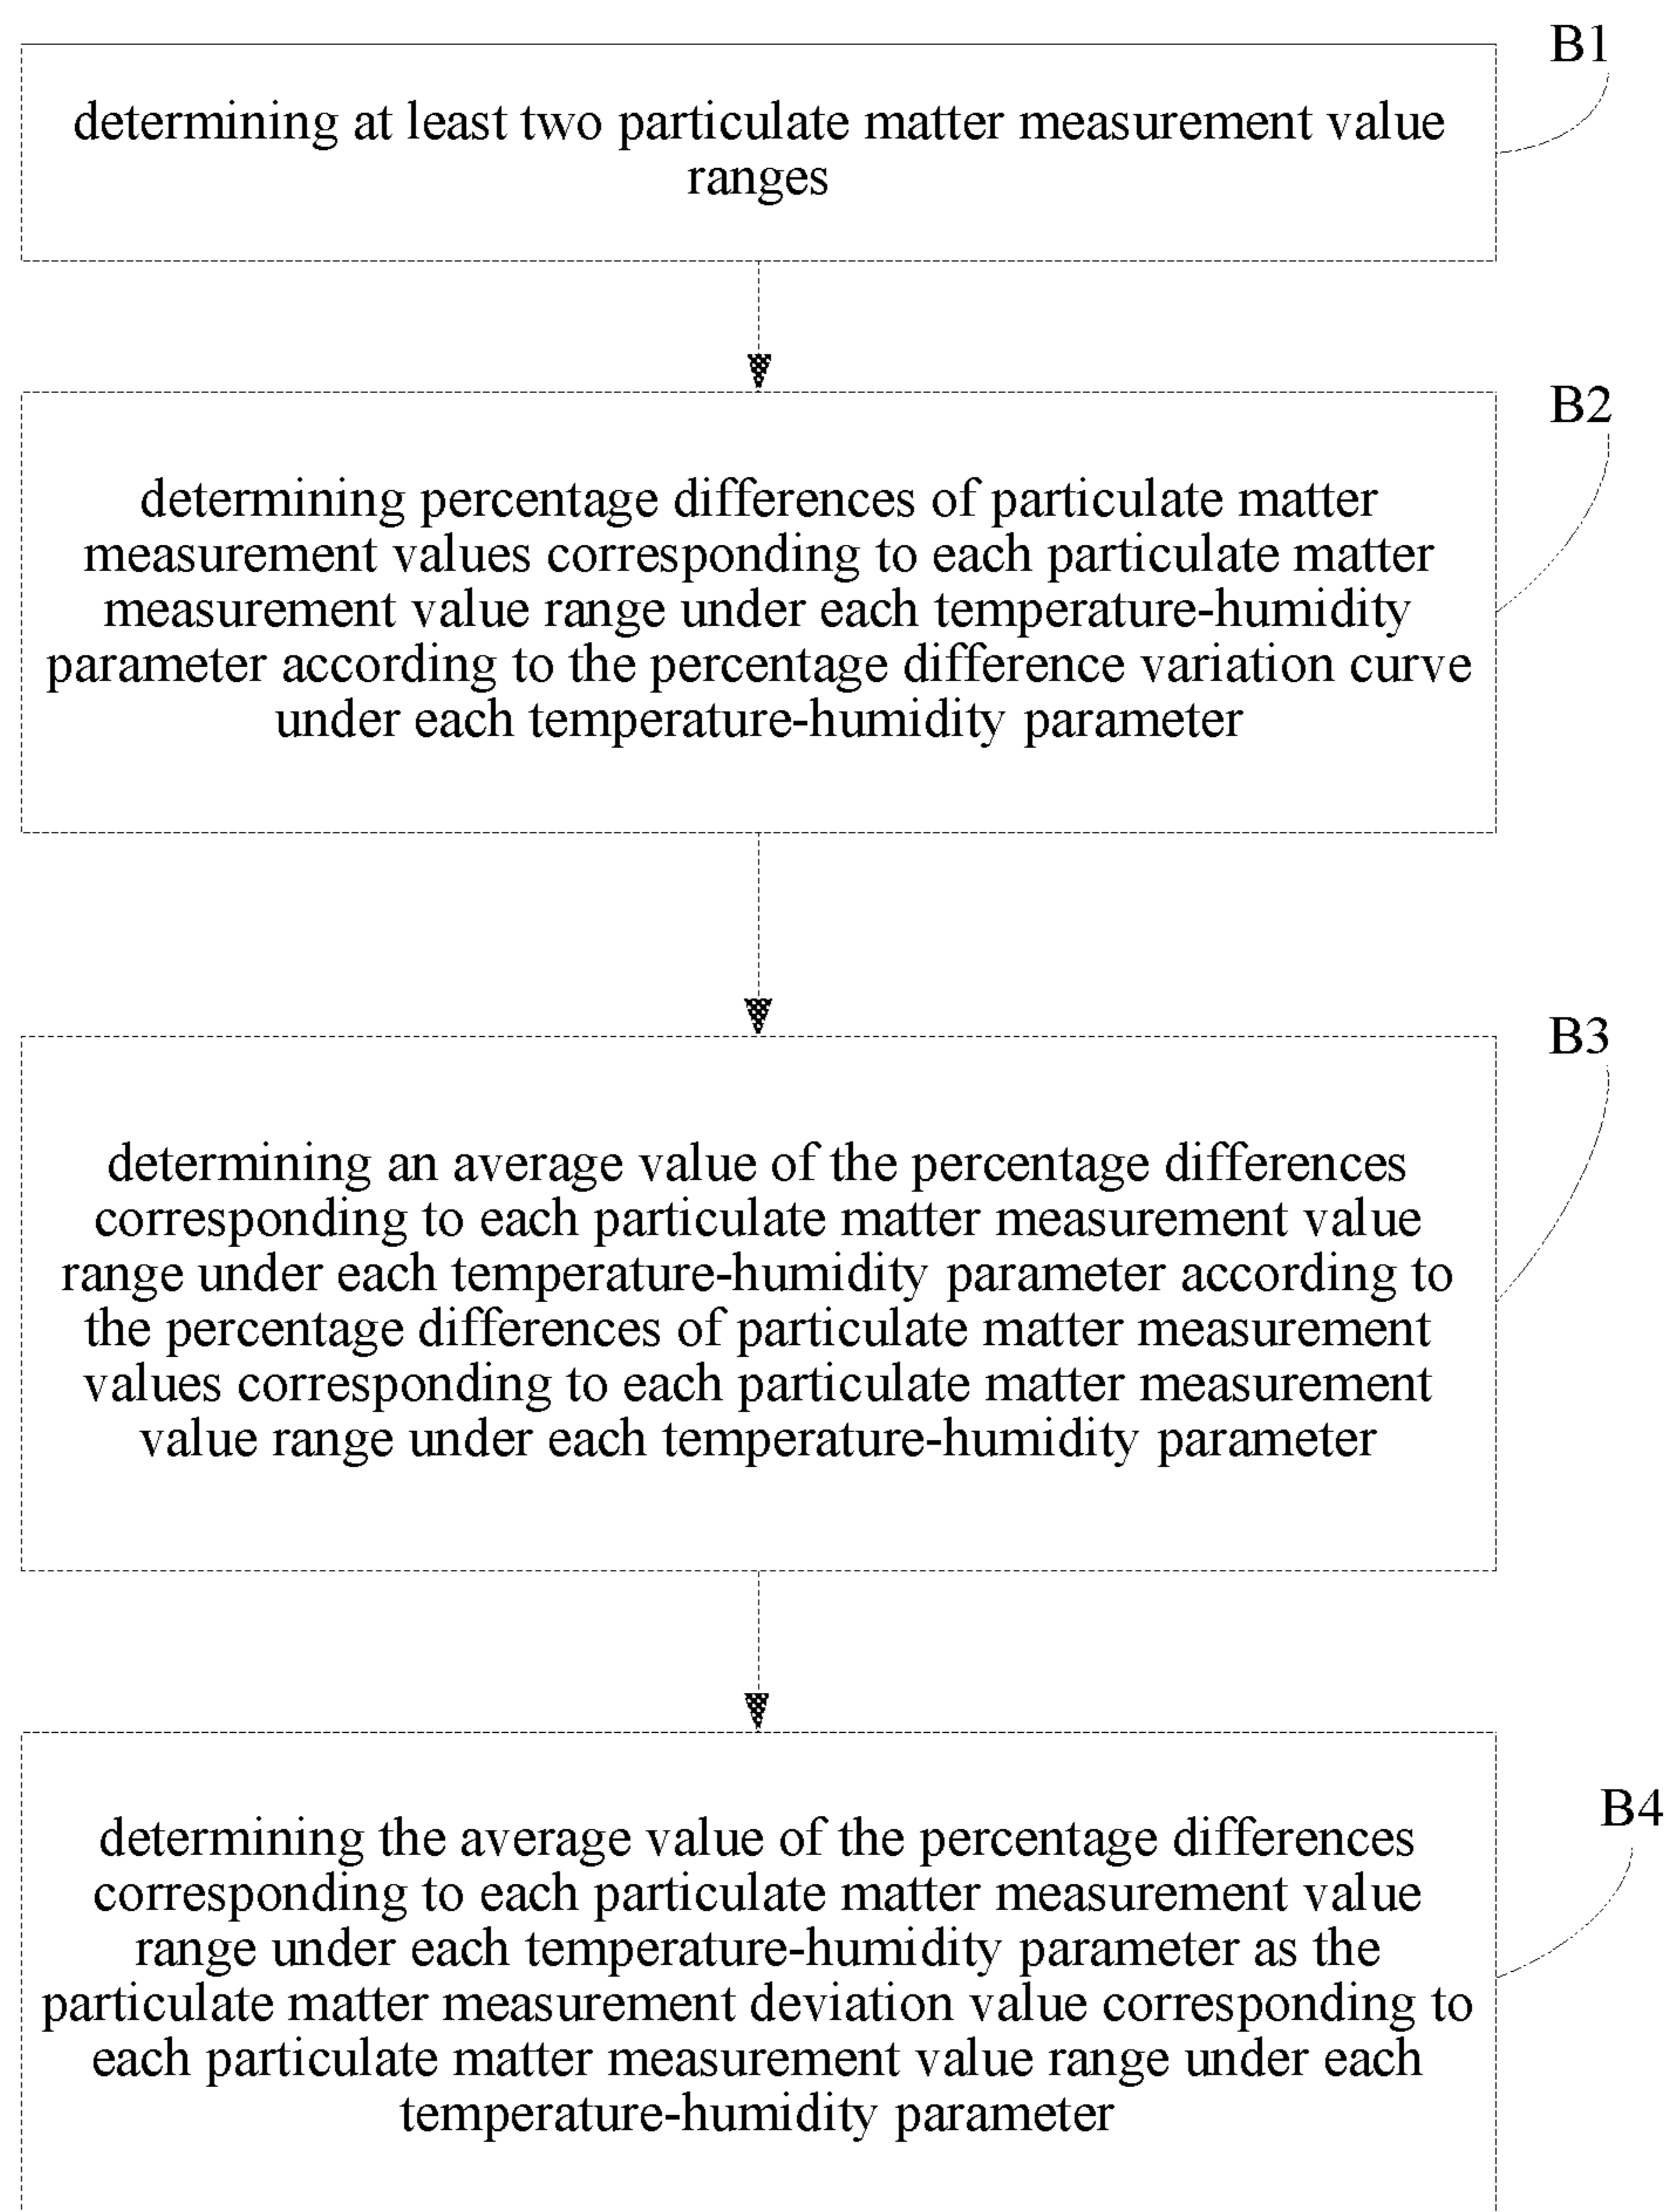 B1
determining at least two particulate matter measurement value
ranges
B2
determining percentage differences of particulate matter
measurement values corresponding to each particulate matter
measurement value range under each temperature-humidity
parameter according to the percentage difference variation curve
under each temperature-humidity parameter
B3
determining an average value of the percentage differences
corresponding to each particulate matter measurement value
range under each temperature-humidity parameter according to
the percentage differences of particulate matter measurement
values corresponding to each particulate matter measurement
value range under each temperature-humidity parameter
B4
determining the average value of the percentage differences
corresponding to each particulate matter measurement value
range under each temperature-humidity parameter as the
particulate matter measurement deviation value corresponding to
each particulate matter measurement value range under each
temperature-humidity parameter